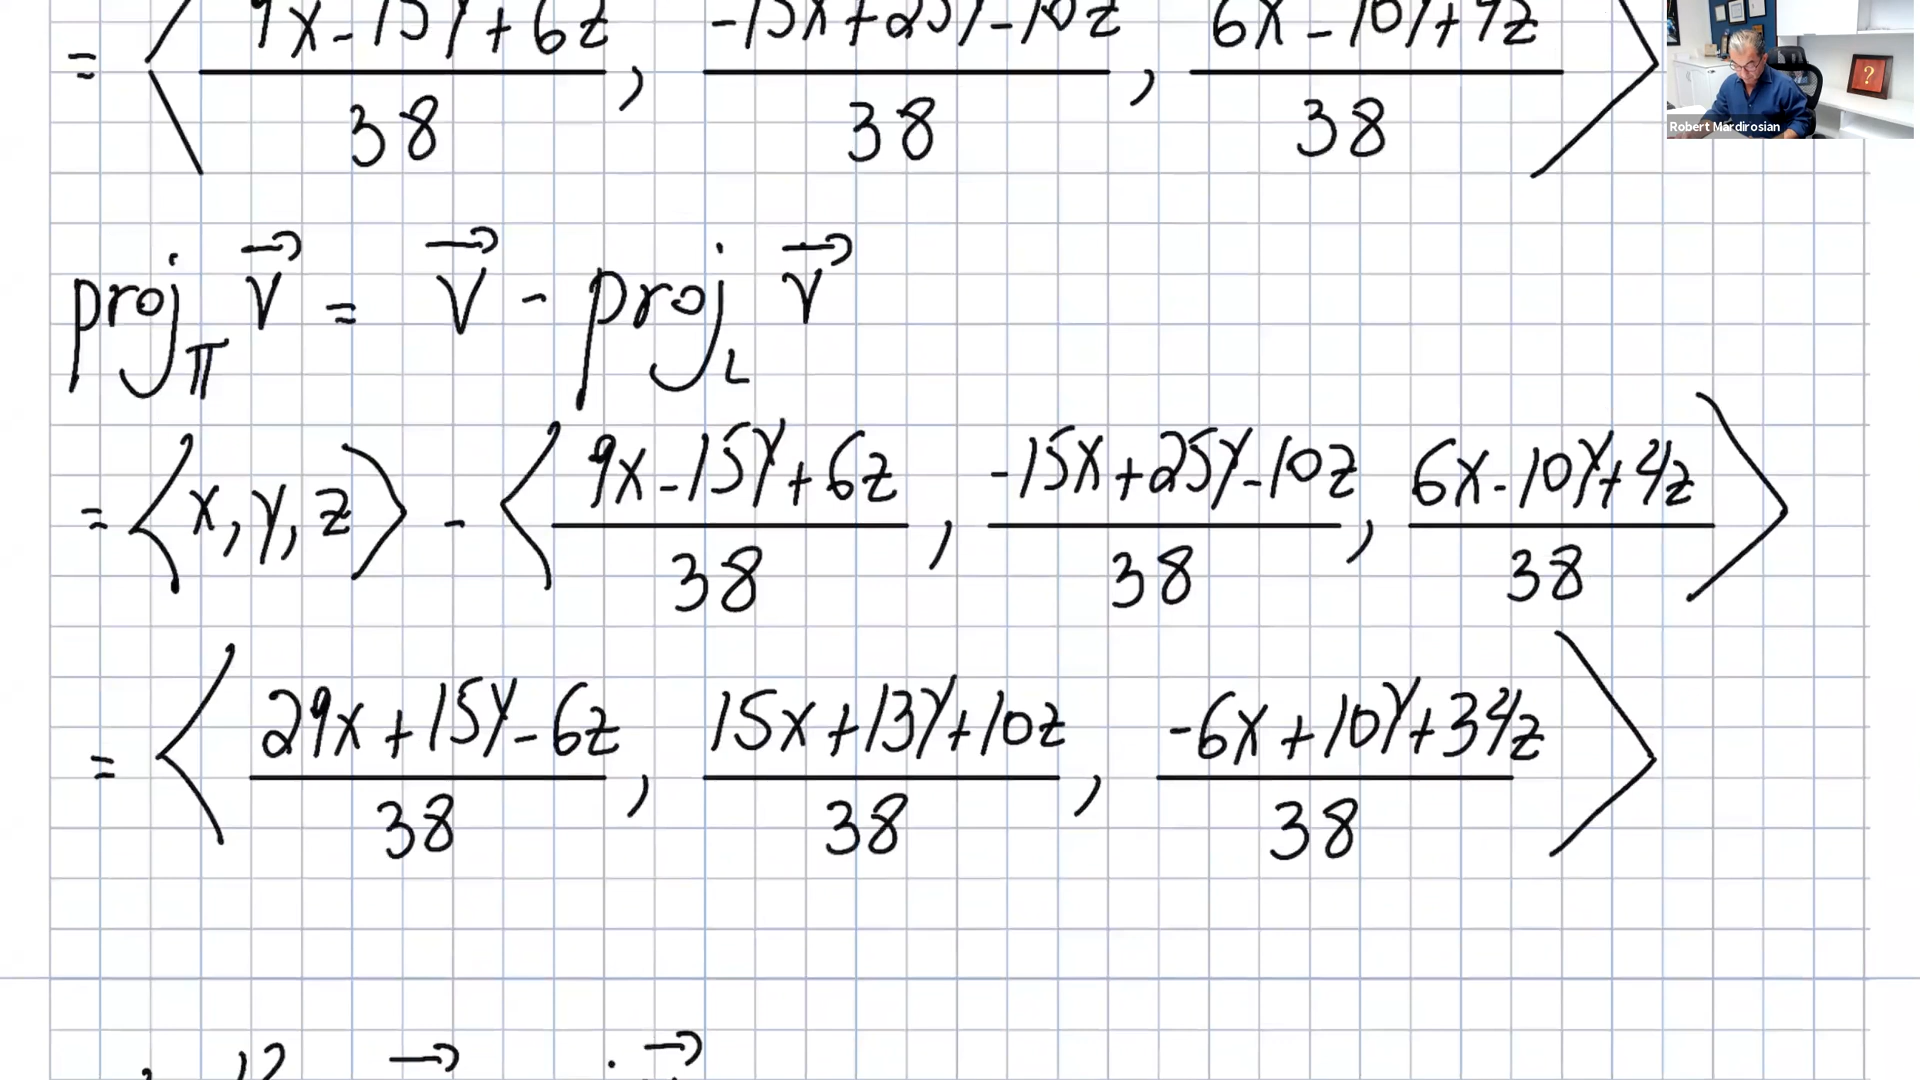 = ⟨ 9x-15y+6z / 38 , -15x+25y-10z / 38 , 6x-10y+4z / 38 ⟩
?
Robert Mardirosian
proj_π v⃗ = v⃗ - proj_L v⃗
= ⟨x, y, z⟩ - ⟨ 9x-15y+6z / 38 , -15x+25y-10z / 38 , 6x-10y+4z / 38 ⟩
= ⟨ 29x+15y-6z / 38 , 15x+13y+10z / 38 , -6x+10y+34z / 38 ⟩